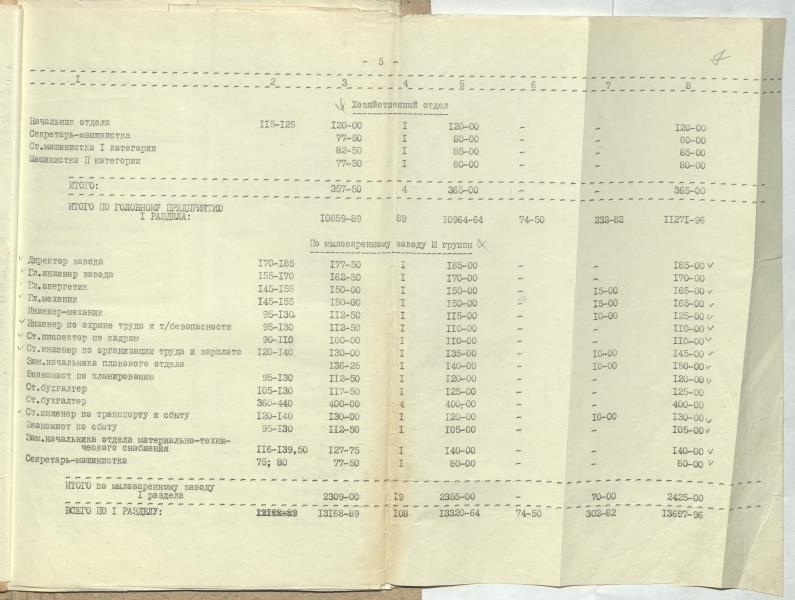 - 5 -
I 2 3 4 5 6 7 8
Хозяйственный отдел
Начальник отдела II5-I25 I20-00 I I20-00 - - I20-00
Секретарь-машинистка 77-50 I 80-00 - - 80-00
Ст.машинистка I категории 82-50 I 85-00 - - 85-00
Машинистка П категории 77-50 I 80-00 - - 80-00
ИТОГО: 357-50 4 365-00 - - 365-00
ИТОГО ПО ГОЛОВНОМУ ПРЕДПРИЯТИЮ
I РАЗДЕЛА: I0859-89 89 I0964-64 74-50 232-82 II27I-96
По мыловаренному заводу Ш группы
Директор завода I70-I85 I77-50 I I85-00 - - I85-00
Гл.инженер завода I55-I70 I62-50 I I70-00 - - I70-00
Гл.энергетик I45-I55 I50-00 I I50-00 - I5-00 I65-00
Гл.механик I45-I55 I50-00 I I50-00 - I5-00 I65-00
Инженер-механик 95-I30 II2-50 I II5-00 - I0-00 I25-00
Инженер по охране труда и т/безопасности 95-I30 II2-50 I II0-00 - - II0-00
Ст.инспектор по кадрам 90-II0 I00-00 I II0-00 - - II0-00
Ст.инженер по организации труда и зарплате I20-I40 I30-00 I I35-00 - I0-00 I45-00
Зам.начальника планового отдела I36-25 I I40-00 - I0-00 I50-00
Экономист по планированию 95-I30 II2-50 I I20-00 - - I20-00
Ст.бухгалтер I05-I30 II7-50 I I25-00 - - I25-00
Ст.бухгалтер 360-440 400-00 4 400-00 - - 400-00
Ст.инженер по транспорту и сбыту I20-I40 I30-00 I I20-00 - I0-00 I30-00
Экономист по сбыту 95-I30 II2-50 I I05-00 - - I05-00
Зам.начальника отдела материально-техни-
ческого снабжения II6-I39,50 I27-75 I I40-00 - - I40-00
Секретарь-машинистка 75; 80 77-50 I 80-00 - - 80-00
ИТОГО по мыловаренному заводу
I раздела 2309-00 I9 2355-00 - 70-00 2425-00
ВСЕГО ПО I РАЗДЕЛУ: I3I68-89 I08 I3320-64 74-50 302-82 I3697-96